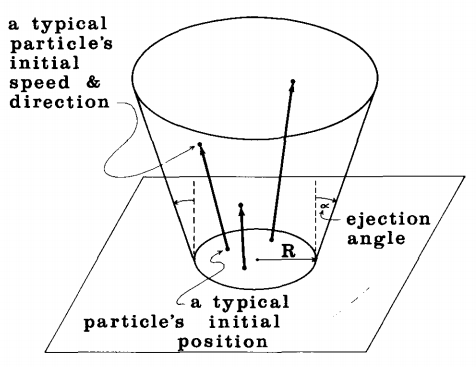 a typical
particle's
initial
speed &
direction
α
ejection
angle
R
a typical
particle's initial
position